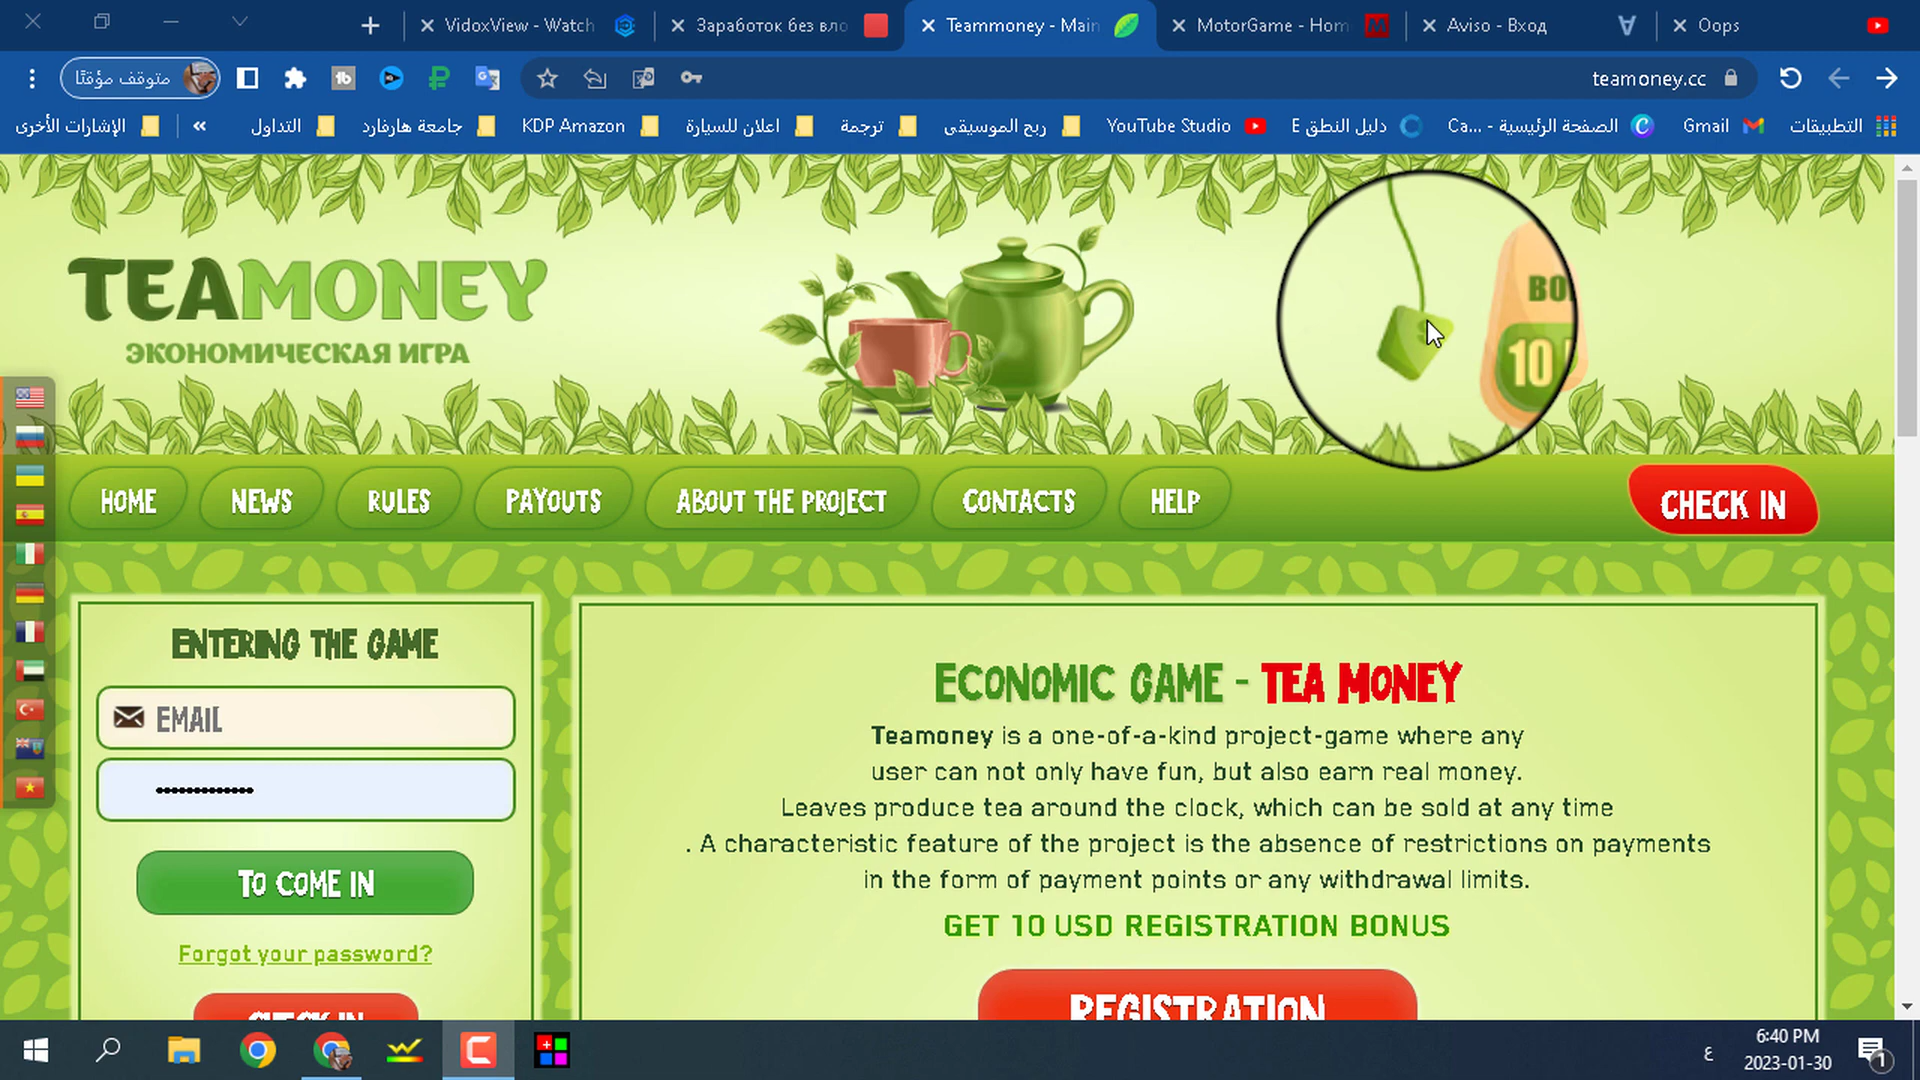 VidoxView - Watch
Заработок без вло
Teammoney - Main
MotorGame - Hom
Aviso - Вход
Oops
متوقف مؤقتًا
teamoney.cc
التطبيقات
Gmail
الصفحة الرئيسية - ...Ca
دليل النطق E
YouTube Studio
ربح الموسيقى
ترجمة
اعلان للسيارة
KDP Amazon
جامعة هارفارد
التداول
«
الإشارات الأخرى
TEAMONEY
ЭКОНОМИЧЕСКАЯ ИГРА
BO
10
HOME
NEWS
RULES
PAYOUTS
ABOUT THE PROJECT
CONTACTS
HELP
CHECK IN
ENTERING THE GAME
EMAIL
•••••••••••••
TO COME IN
Forgot your password?
CHECK IN
ECONOMIC GAME - TEA MONEY
Teamoney is a one-of-a-kind project-game where any
user can not only have fun, but also earn real money.
Leaves produce tea around the clock, which can be sold at any time
. A characteristic feature of the project is the absence of restrictions on payments
in the form of payment points or any withdrawal limits.
GET 10 USD REGISTRATION BONUS
REGISTRATION
ع
6:40 PM
2023-01-30
1